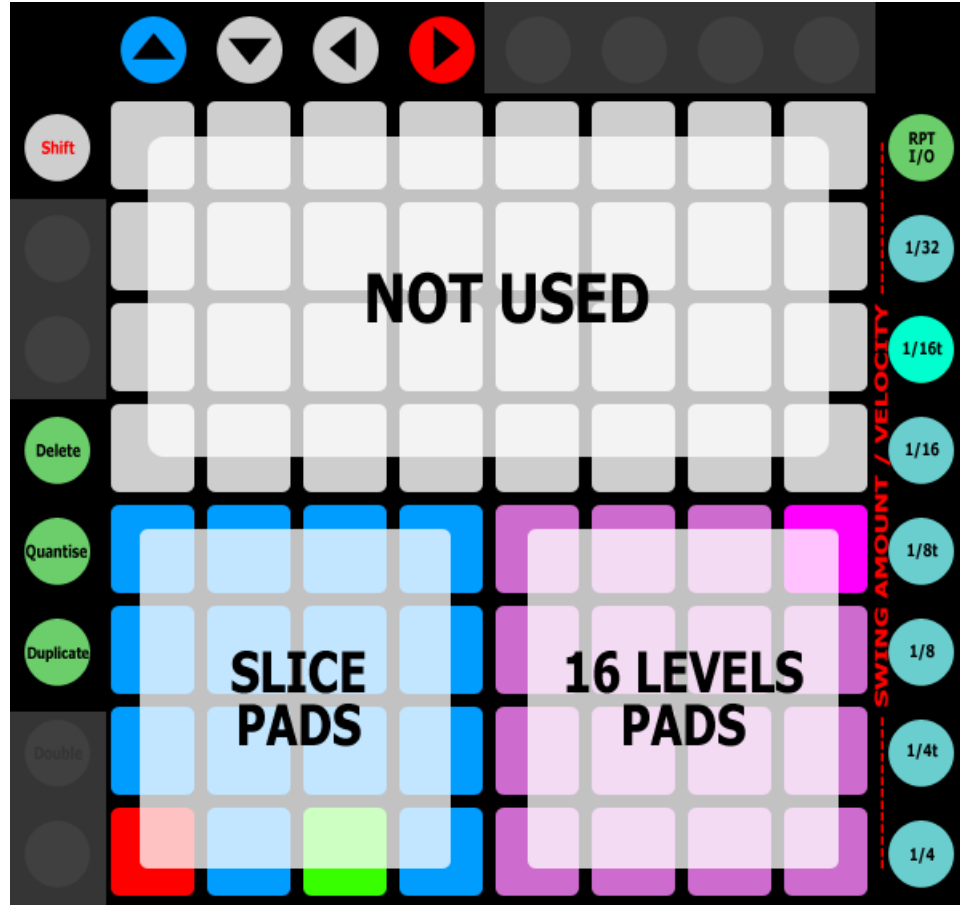 Shift
RPT
I/O
1/32
NOT USED
1/16t
Delete
1/16
Quantise
1/8t
SWING AMOUNT / VELOCITY
Duplicate
SLICE
PADS
16 LEVELS
PADS
1/8
Double
1/4t
1/4